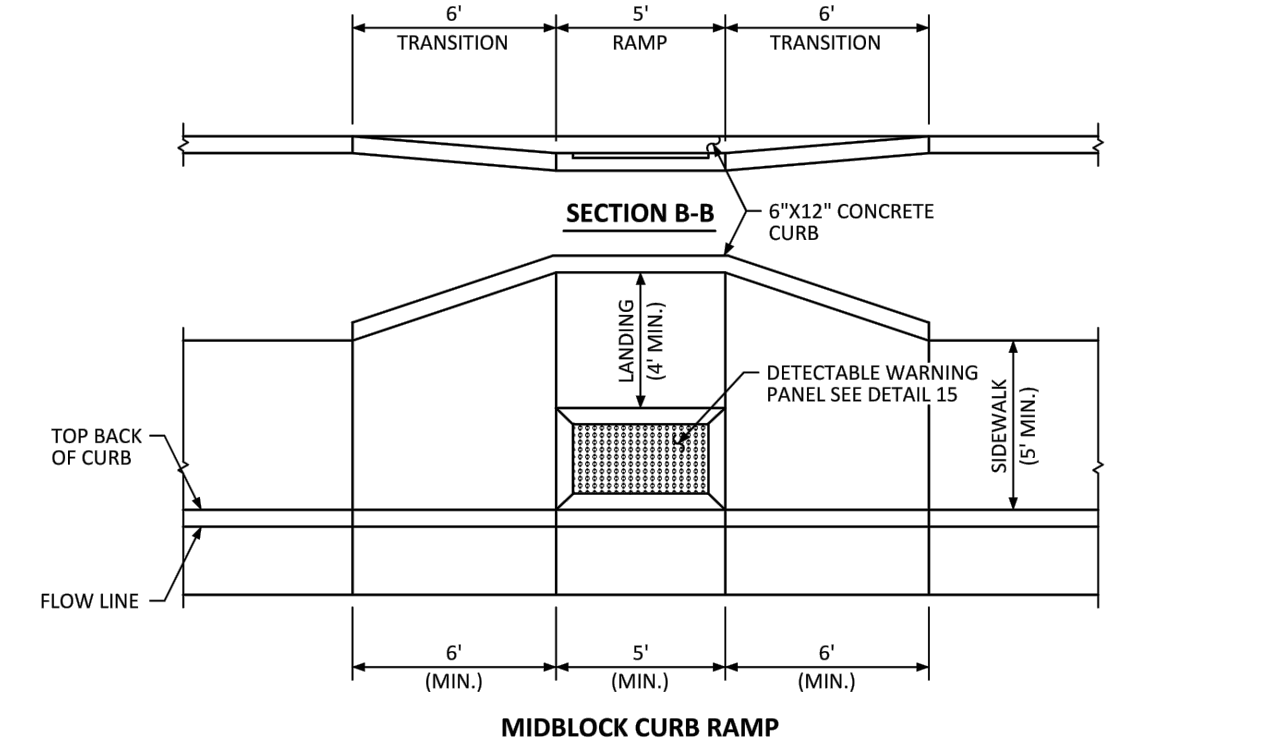 6' 5' 6'
TRANSITION RAMP TRANSITION
SECTION B-B
6"X12" CONCRETE
CURB
LANDING
(4' MIN.)
DETECTABLE WARNING
PANEL SEE DETAIL 15
SIDEWALK
(5' MIN.)
TOP BACK
OF CURB
FLOW LINE
6' 5' 6'
(MIN.) (MIN.) (MIN.)
MIDBLOCK CURB RAMP